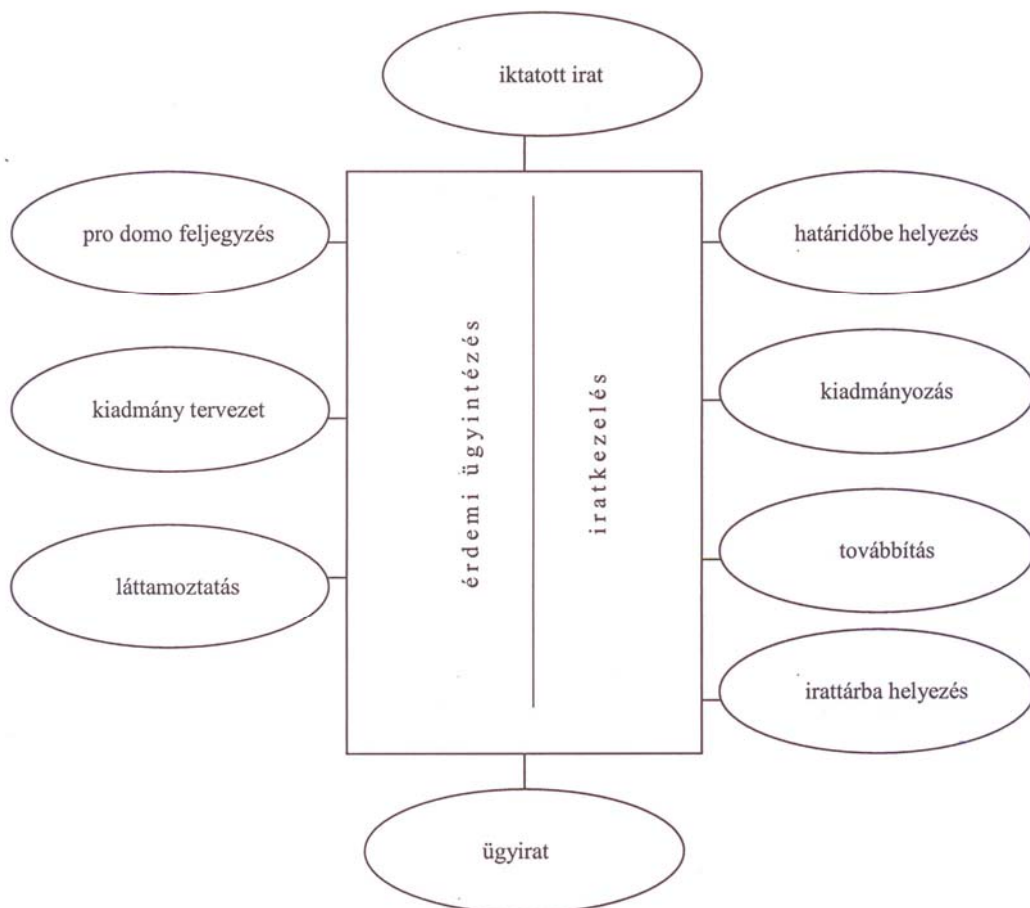 iktatott irat
pro domo feljegyzés
határidőbe helyezés
érdemi ügyintézés
iratkezelés
kiadmány tervezet
kiadmányozás
láttamoztatás
továbbítás
irattárba helyezés
ügyirat